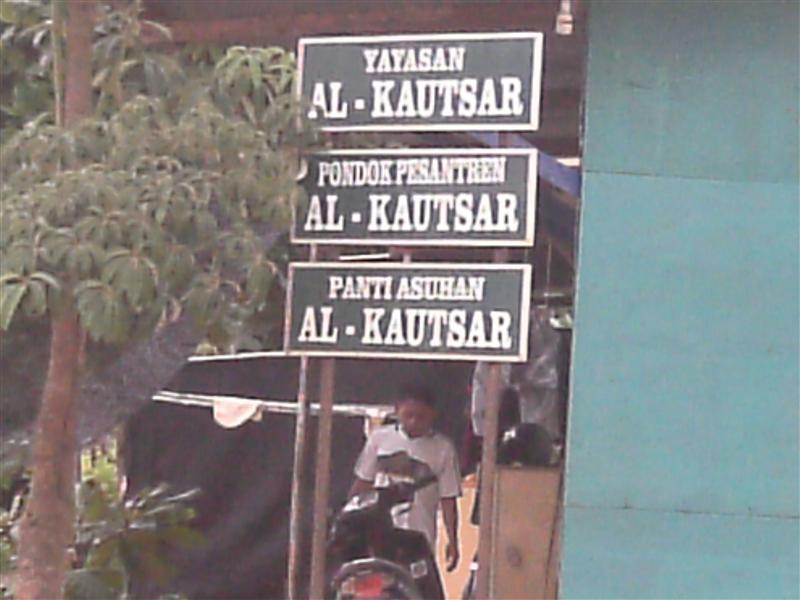 YAYASAN
AL - KAUTSAR
PONDOK PESANTREN
AL - KAUTSAR
PANTI ASUHAN
AL - KAUTSAR